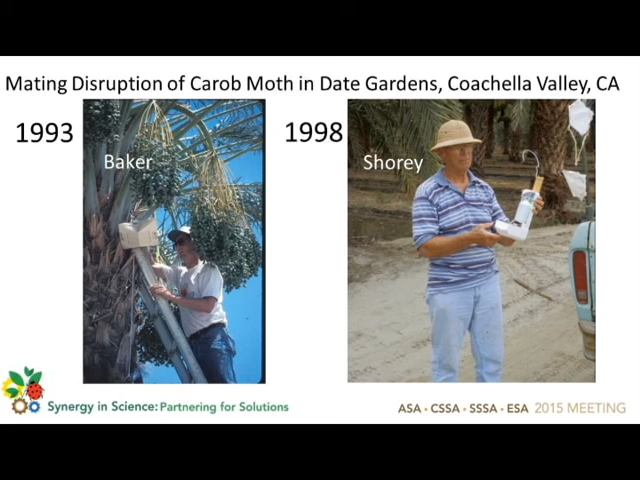 Mating Disruption of Carob Moth in Date Gardens, Coachella Valley, CA
1993
Baker
1998
Shorey
Synergy in Science: Partnering for Solutions
ASA • CSSA • SSSA • ESA 2015 MEETING